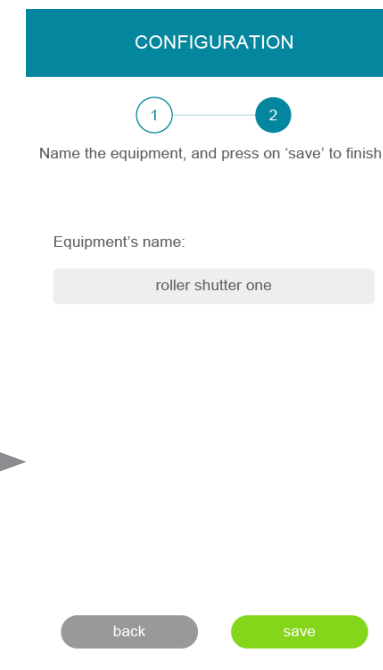 CONFIGURATION
1 2
Name the equipment, and press on ‘save’ to finish
Equipment’s name:
roller shutter one
back save